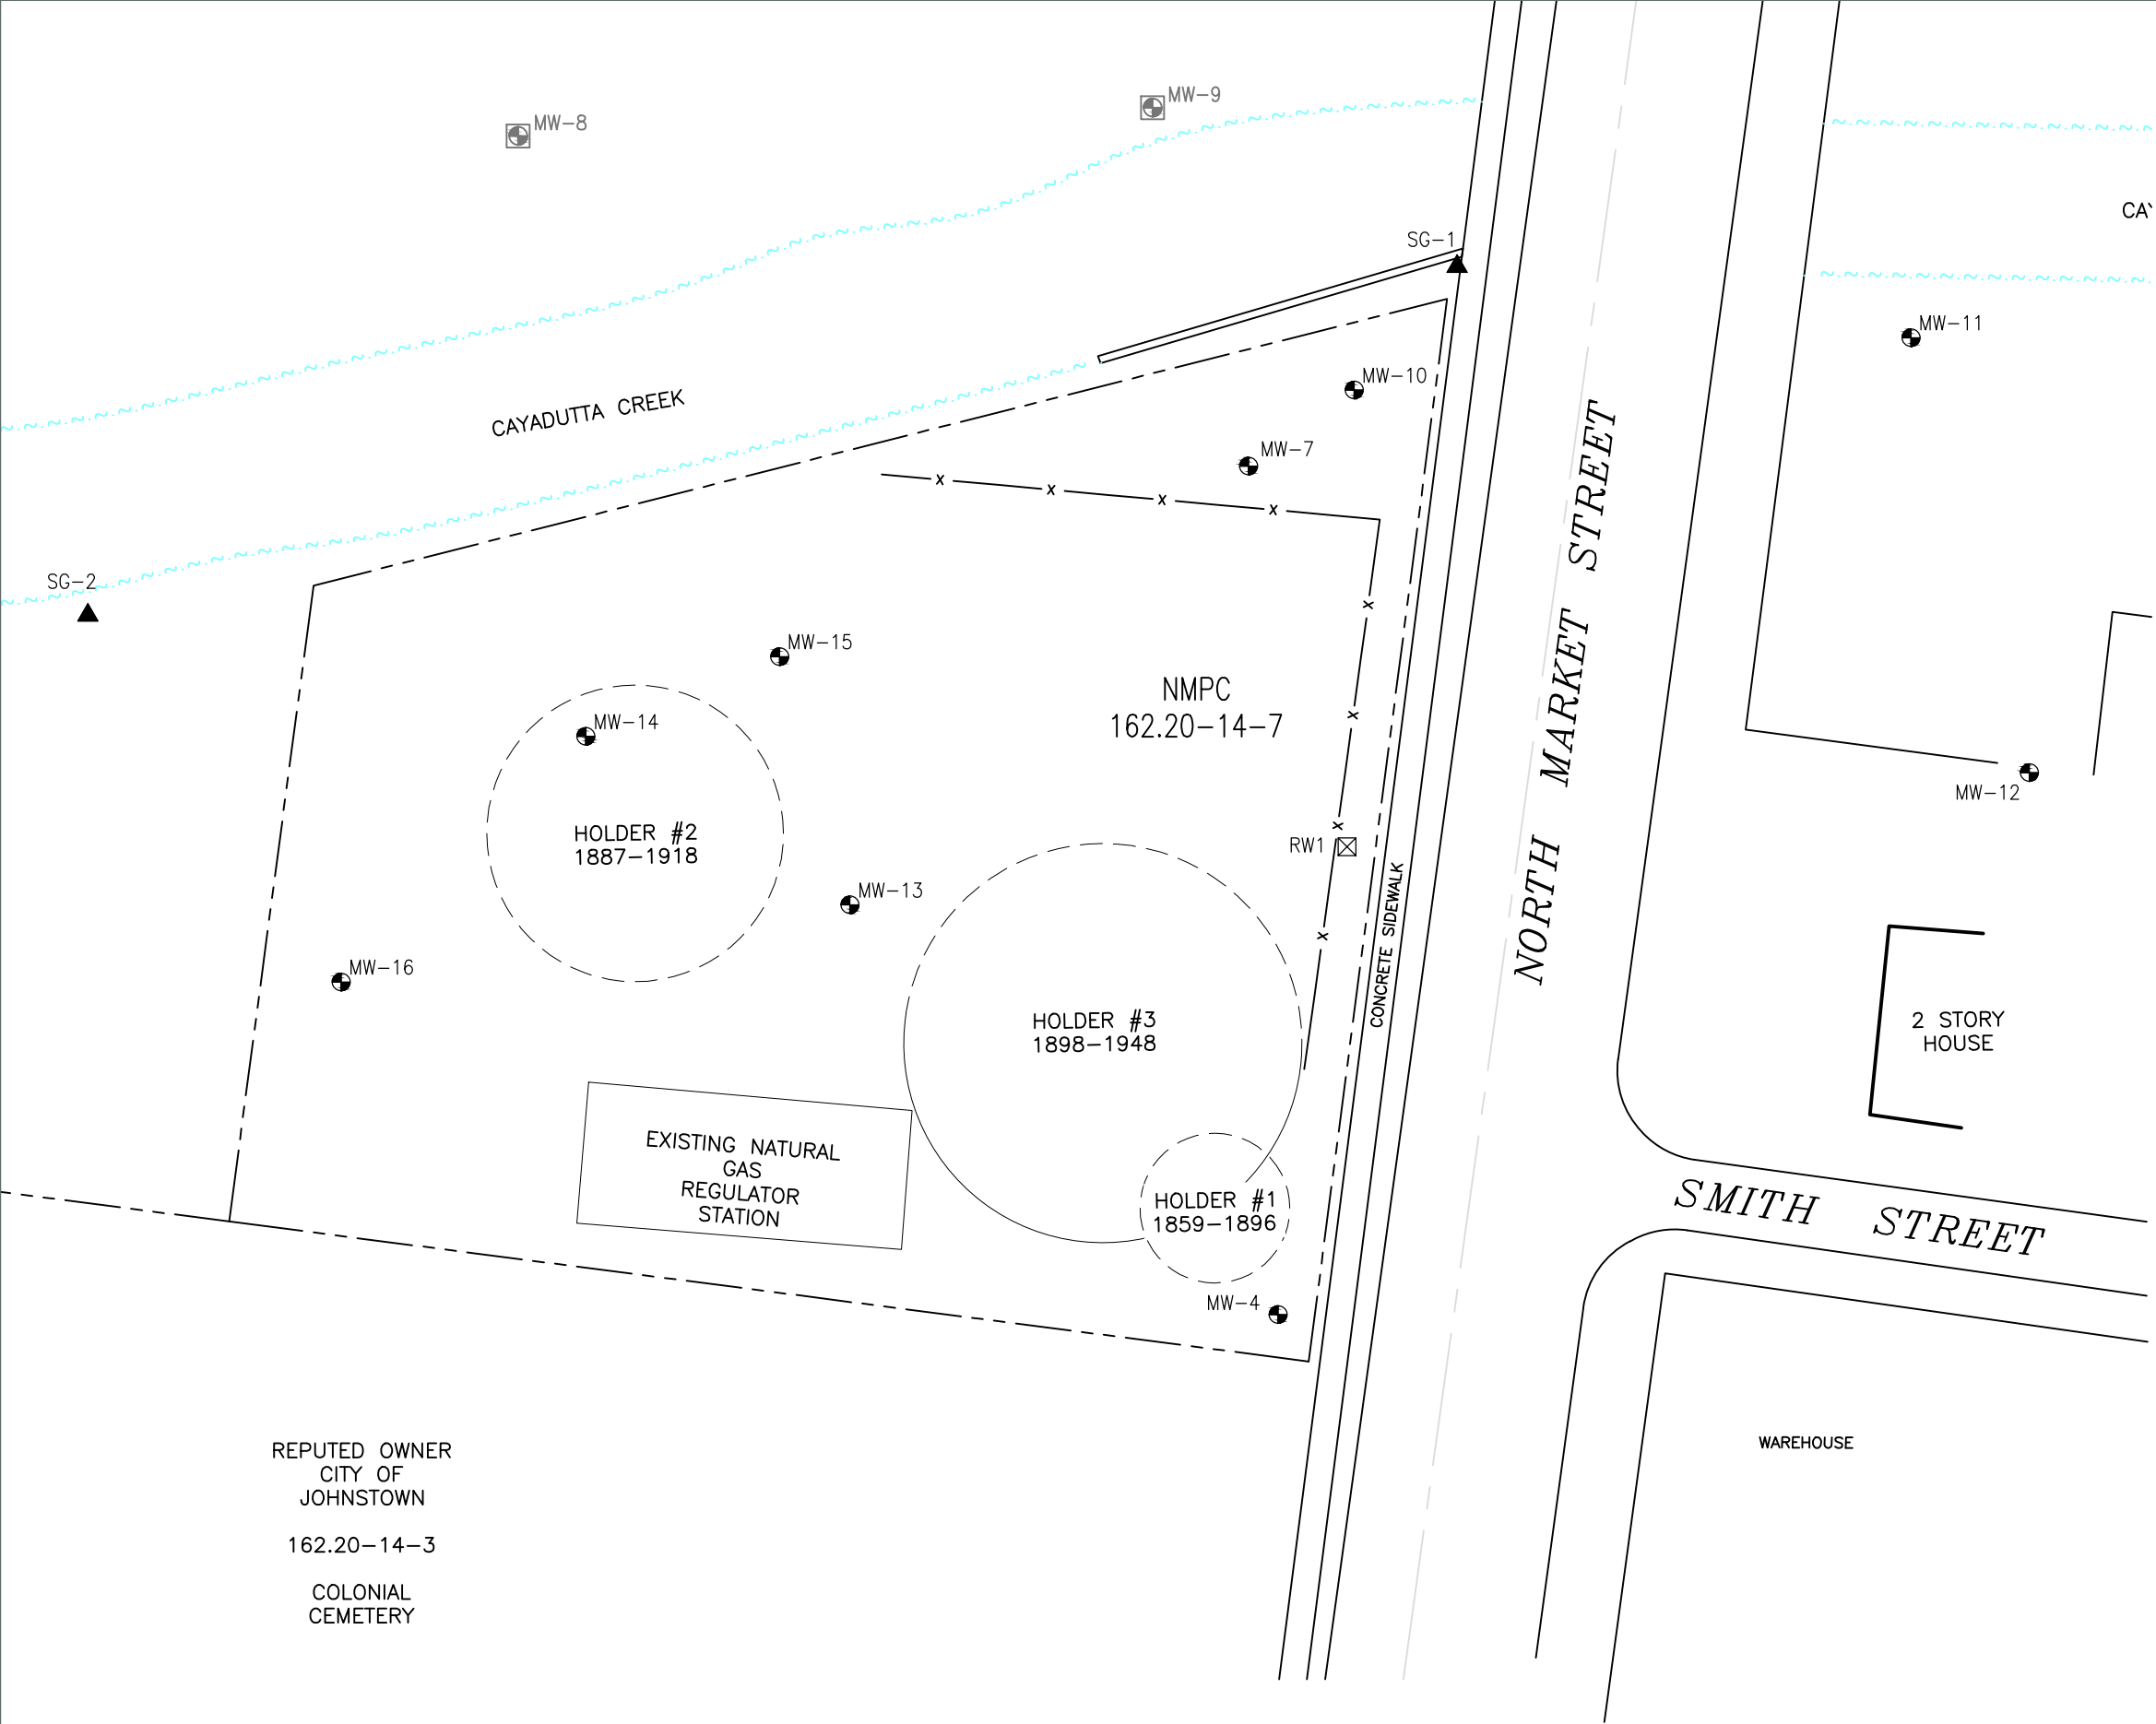 MW-9
MW-8
CA
SG-1
MW-11
MW-10
CAYADUTTA CREEK
MW-7
SG-2
MW-15
NMPC
162.20-14-7
MW-14
NORTH MARKET STREET
MW-12
HOLDER #2
1887-1918
RW1
MW-13
CONCRETE SIDEWALK
MW-16
HOLDER #3
1898-1948
2 STORY
HOUSE
EXISTING NATURAL
GAS
REGULATOR
STATION
HOLDER #1
1859-1896
SMITH STREET
MW-4
WAREHOUSE
REPUTED OWNER
CITY OF
JOHNSTOWN
162.20-14-3
COLONIAL
CEMETERY